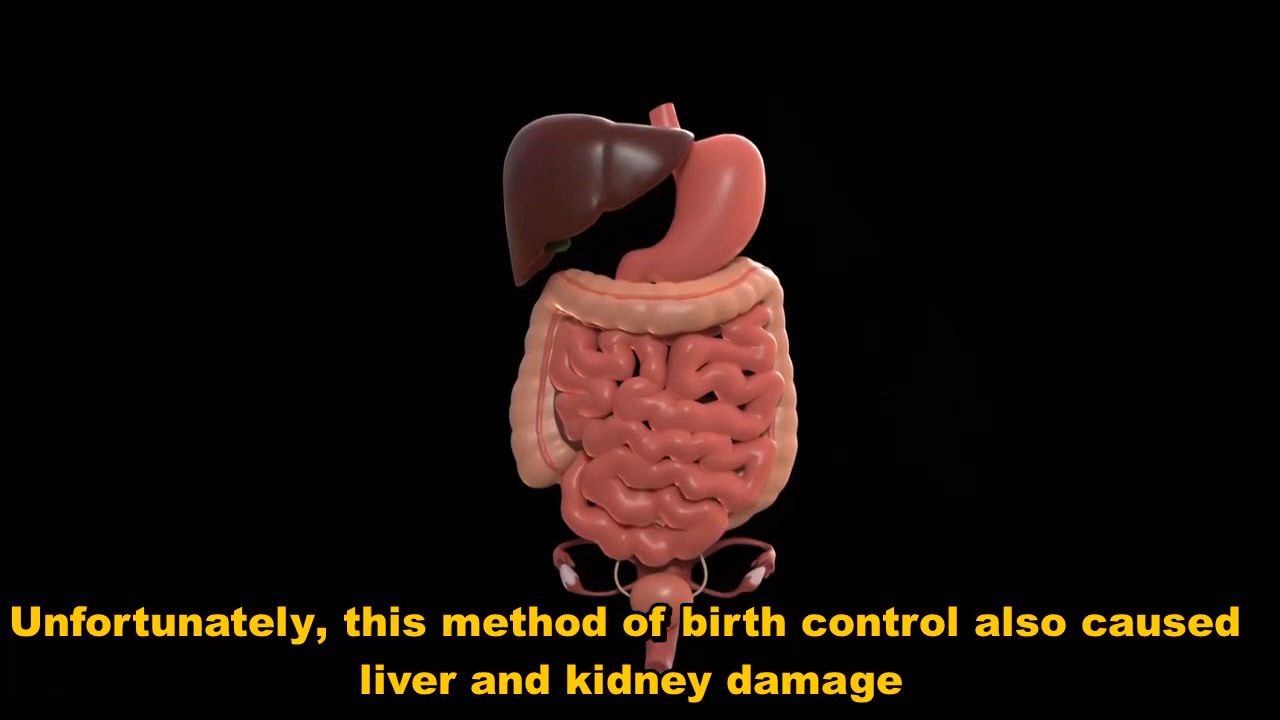 Unfortunately, this method of birth control also caused
liver and kidney damage